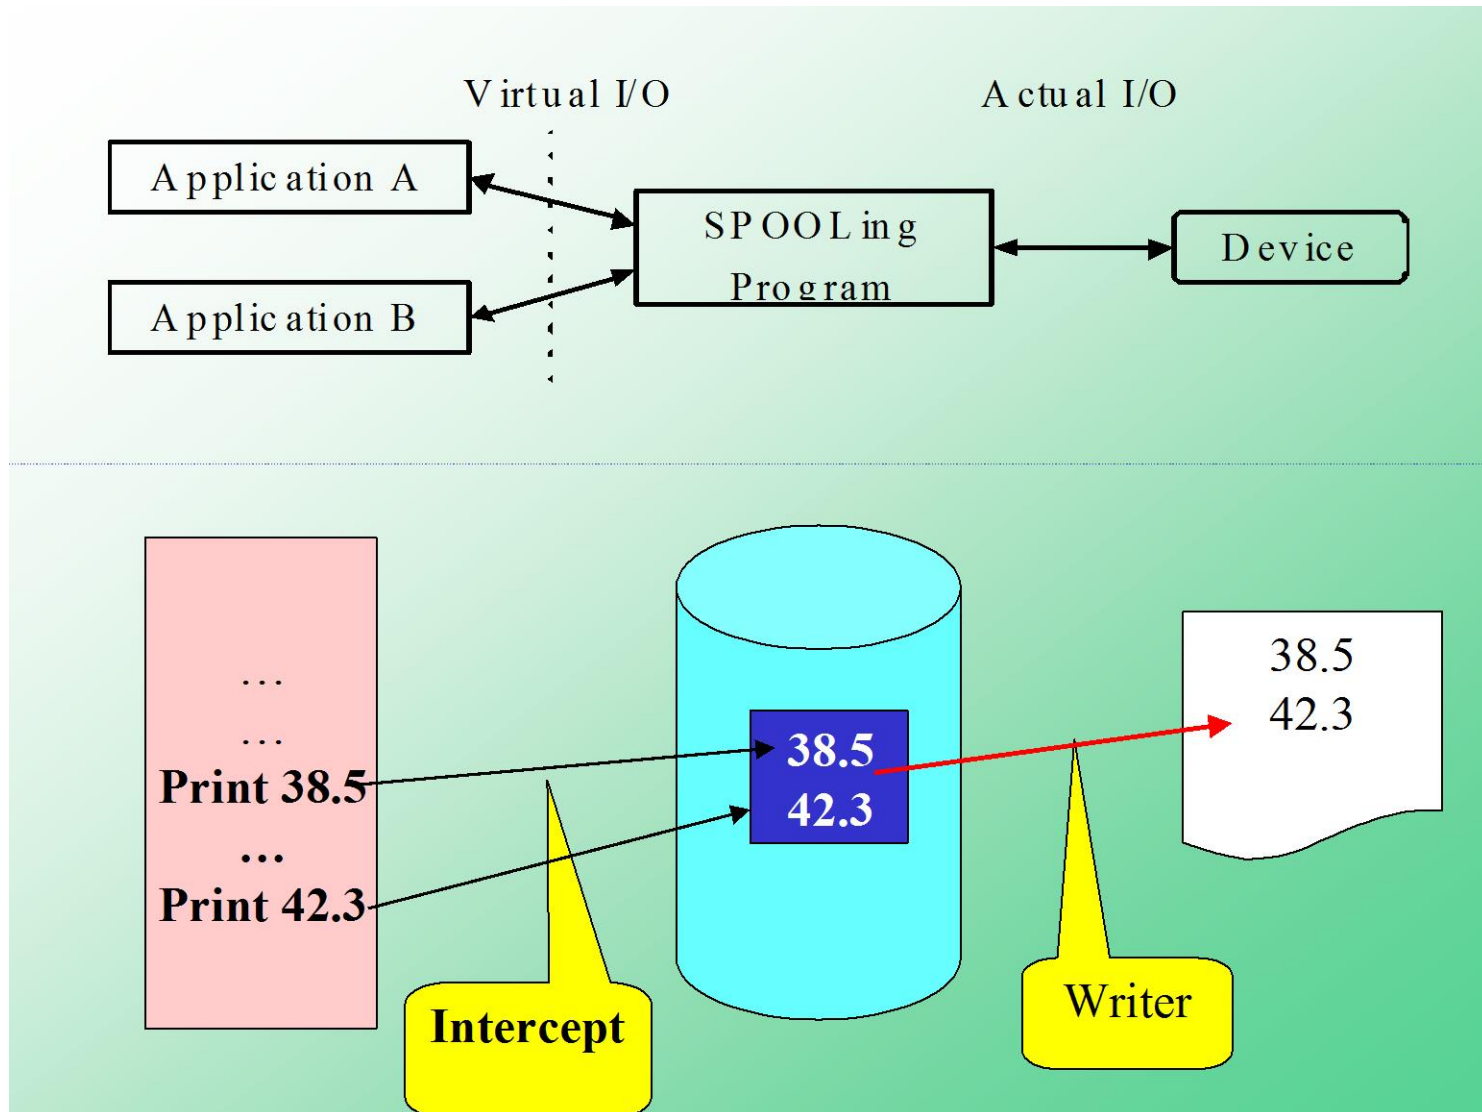 Virtual I/O
Actual I/O
Application A
SPOOLing
Program
Device
Application B
…
…
Print 38.5
…
Print 42.3
38.5
42.3
38.5
42.3
Intercept
Writer